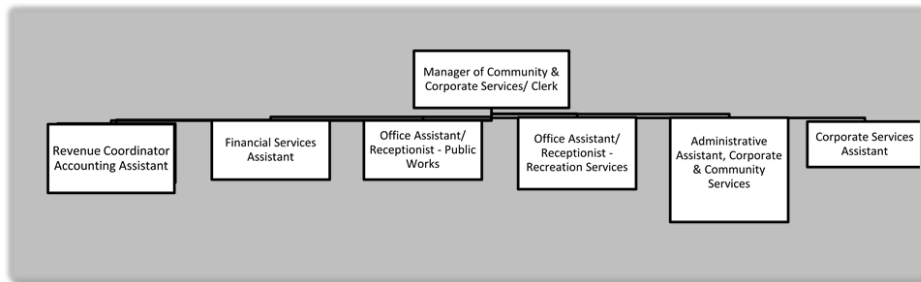 Manager of Community &
Corporate Services/ Clerk
Revenue Coordinator
Accounting Assistant
Financial Services
Assistant
Office Assistant/
Receptionist - Public
Works
Office Assistant/
Receptionist -
Recreation Services
Administrative
Assistant, Corporate
& Community
Services
Corporate Services
Assistant